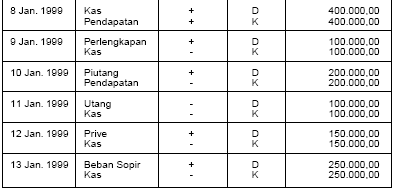 8 Jan. 1999 Kas + D 400.000,00
Pendapatan + K 400.000,00
9 Jan. 1999 Perlengkapan + D 100.000,00
Kas - K 100.000,00
10 Jan. 1999 Piutang + D 200.000,00
Pendapatan - K 200.000,00
11 Jan. 1999 Utang - D 100.000,00
Kas - K 100.000,00
12 Jan. 1999 Prive + D 150.000,00
Kas - K 150.000,00
13 Jan. 1999 Beban Sopir + D 250.000,00
Kas - K 250.000,00